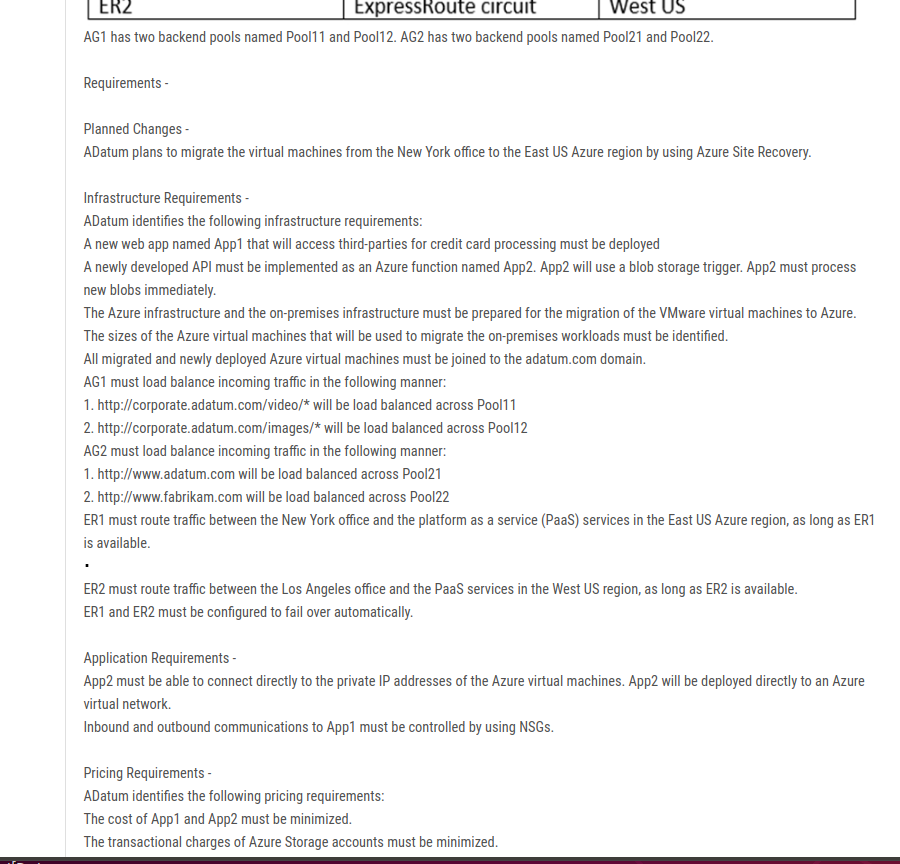 ER2 ExpressRoute circuit West US
AG1 has two backend pools named Pool11 and Pool12. AG2 has two backend pools named Pool21 and Pool22.
Requirements -
Planned Changes -
ADatum plans to migrate the virtual machines from the New York office to the East US Azure region by using Azure Site Recovery.
Infrastructure Requirements -
ADatum identifies the following infrastructure requirements:
A new web app named App1 that will access third-parties for credit card processing must be deployed
A newly developed API must be implemented as an Azure function named App2. App2 will use a blob storage trigger. App2 must process
new blobs immediately.
The Azure infrastructure and the on-premises infrastructure must be prepared for the migration of the VMware virtual machines to Azure.
The sizes of the Azure virtual machines that will be used to migrate the on-premises workloads must be identified.
All migrated and newly deployed Azure virtual machines must be joined to the adatum.com domain.
AG1 must load balance incoming traffic in the following manner:
1. http://corporate.adatum.com/video/* will be load balanced across Pool11
2. http://corporate.adatum.com/images/* will be load balanced across Pool12
AG2 must load balance incoming traffic in the following manner:
1. http://www.adatum.com will be load balanced across Pool21
2. http://www.fabrikam.com will be load balanced across Pool22
ER1 must route traffic between the New York office and the platform as a service (PaaS) services in the East US Azure region, as long as ER1
is available.
ER2 must route traffic between the Los Angeles office and the PaaS services in the West US region, as long as ER2 is available.
ER1 and ER2 must be configured to fail over automatically.
Application Requirements -
App2 must be able to connect directly to the private IP addresses of the Azure virtual machines. App2 will be deployed directly to an Azure
virtual network.
Inbound and outbound communications to App1 must be controlled by using NSGs.
Pricing Requirements -
ADatum identifies the following pricing requirements:
The cost of App1 and App2 must be minimized.
The transactional charges of Azure Storage accounts must be minimized.